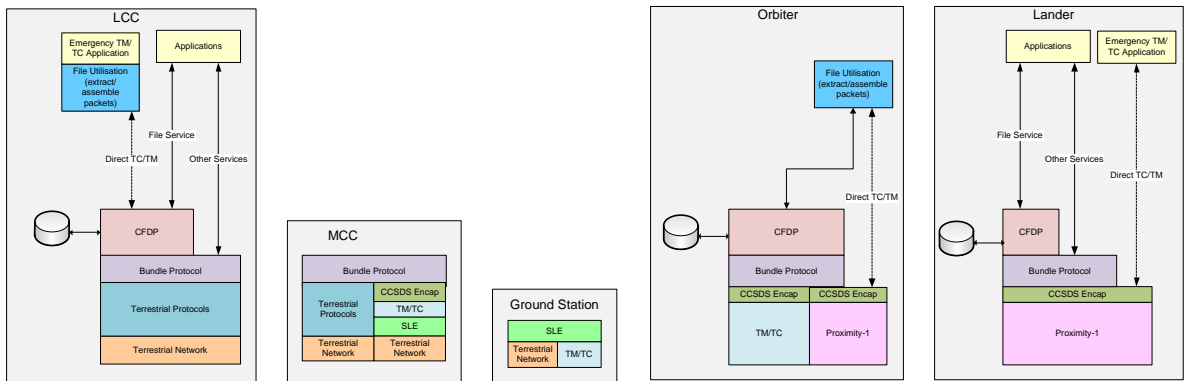 LCC
Emergency TM/
TC Application
Applications
File Utilisation
(extract/
assemble
packets)
File Service
Direct TC/TM
Other Services
CFDP
Bundle Protocol
Terrestrial Protocols
Terrestrial Network
MCC
Bundle Protocol
Terrestrial
Protocols
CCSDS Encap
TM/TC
SLE
Terrestrial
Network
Terrestrial
Network
Ground Station
SLE
Terrestrial
Network
TM/TC
Orbiter
File Utilisation
(extract/assemble
packets)
Direct TC/TM
CFDP
Bundle Protocol
CCSDS Encap
CCSDS Encap
TM/TC
Proximity-1
Lander
Applications
Emergency TM/
TC Application
File Service
Other Services
Direct TC/TM
CFDP
Bundle Protocol
CCSDS Encap
Proximity-1